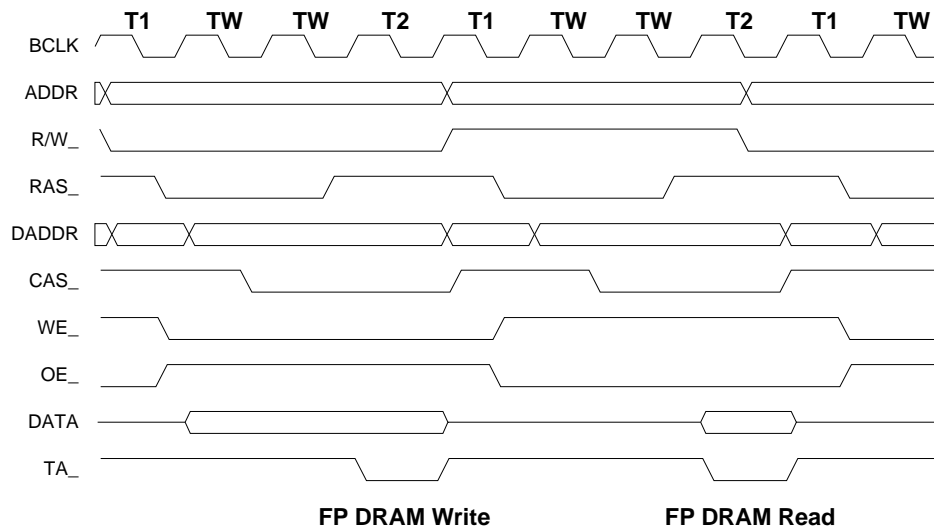 T1 TW TW T2 T1 TW TW T2 T1 TW
BCLK
ADDR
R/W_
RAS_
DADDR
CAS_
WE_
OE_
DATA
TA_
FP DRAM Write FP DRAM Read